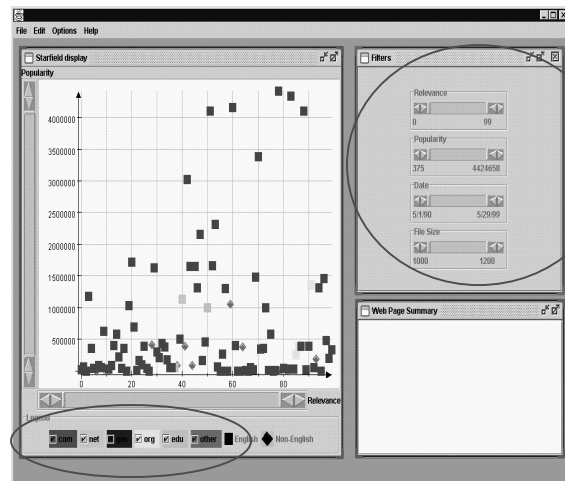 File Edit Options Help
Starfield display
Popularity
4000000
3500000
3000000
2500000
2000000
1500000
1000000
500000
0 20 40 60 80
Relevance
Legend
com net org edu other English Non-English
Filters
Relevance
0 99
Popularity
375 4424658
Date
5/1/90 5/29/99
File Size
1000 1200
Web Page Summary